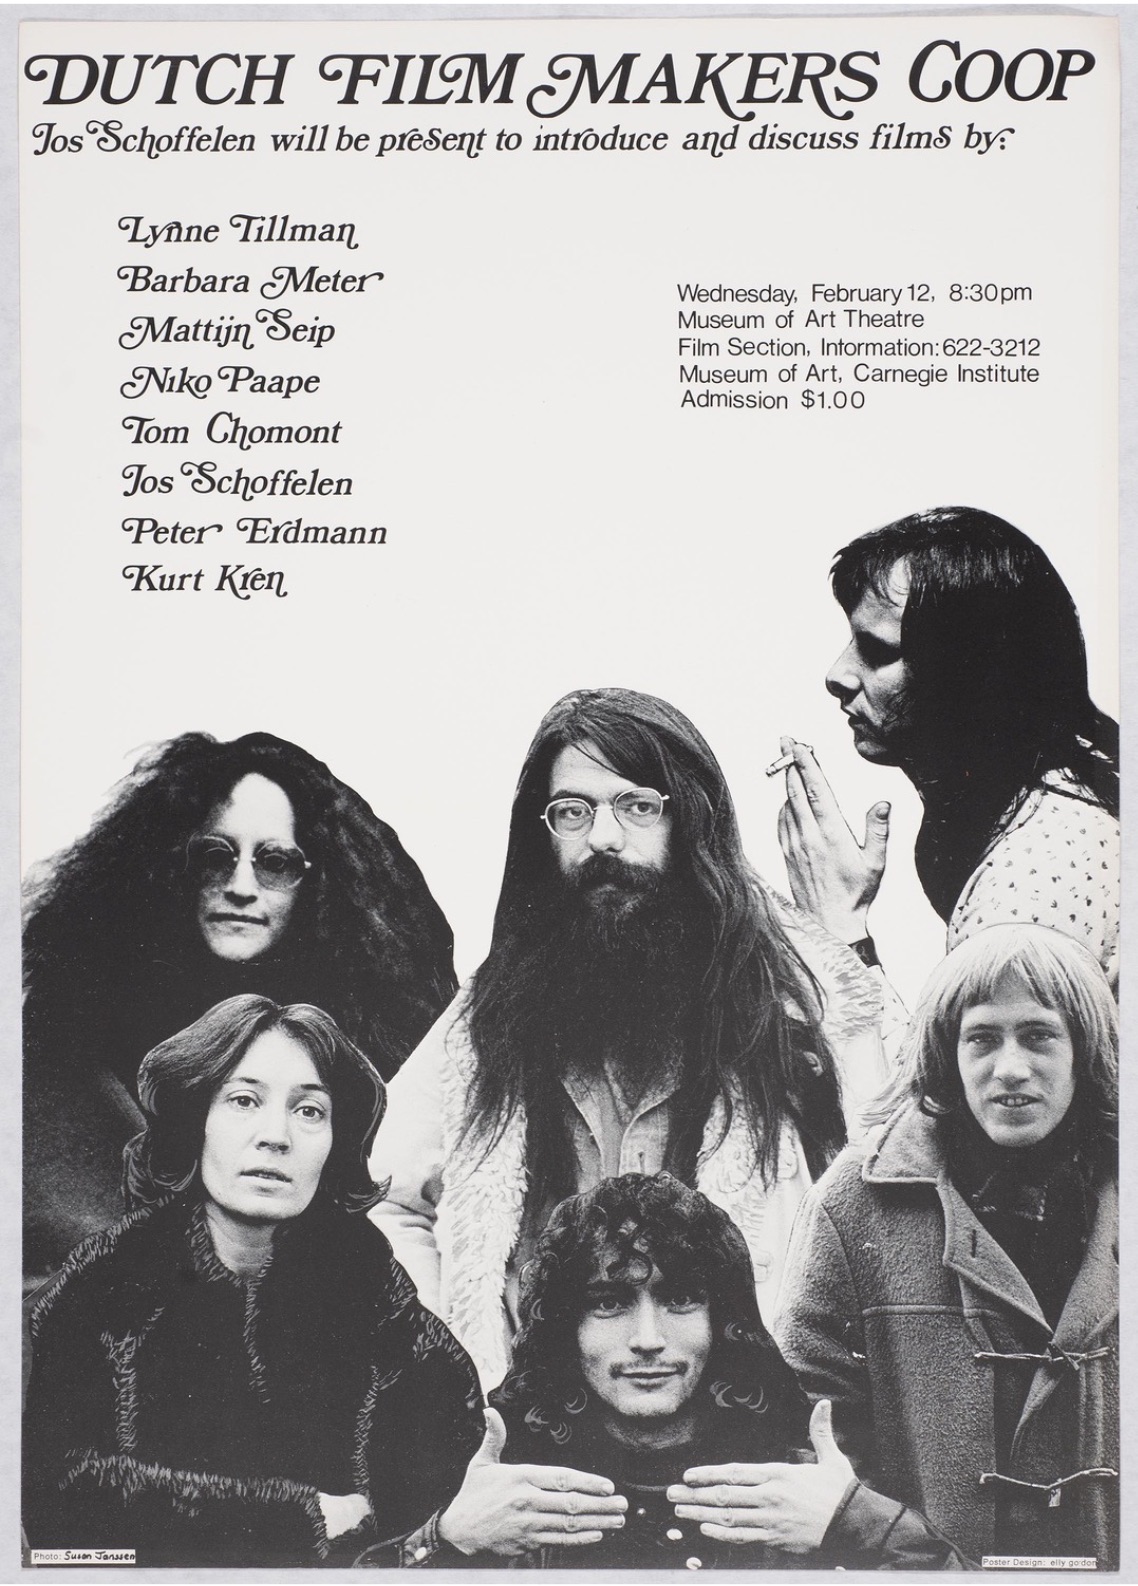 DUTCH FILM MAKERS COOP
Jos Schoffelen will be present to introduce and discuss films by:
Lynne Tillman
Barbara Meter
Mattijn Seip
Niko Paape
Tom Chomont
Jos Schoffelen
Peter Erdmann
Kurt Kren
Wednesday, February 12, 8:30pm
Museum of Art Theatre
Film Section, Information: 622-3212
Museum of Art, Carnegie Institute
Admission $1.00
Photo: Susan Janssen
Poster Design: elly gordon